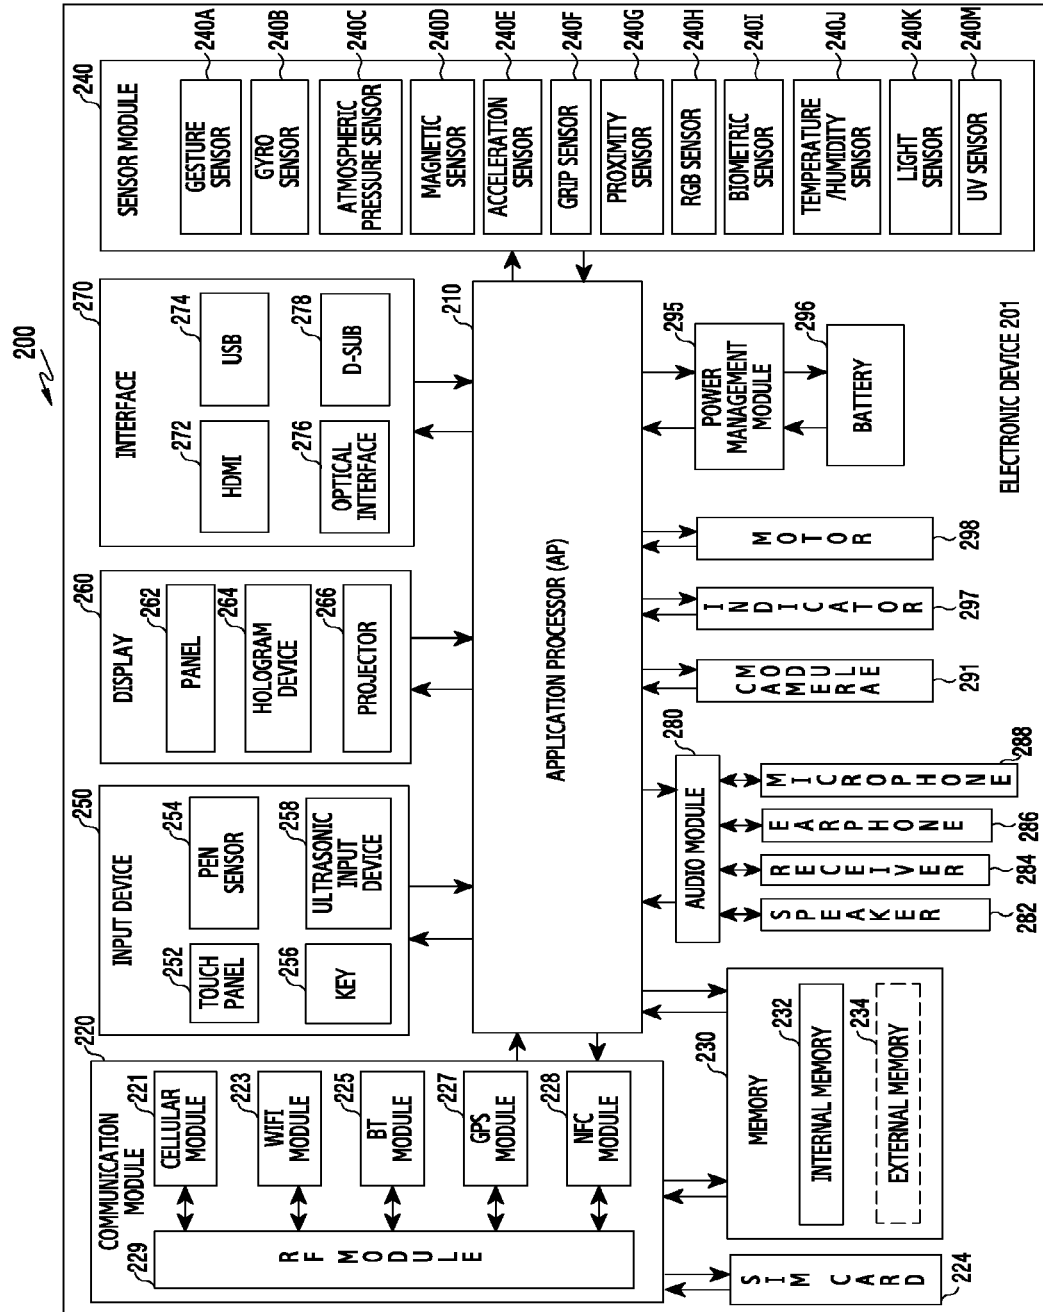 200
COMMUNICATION
MODULE
220
229
RF MODULE
221
CELLULAR
MODULE
223
WIFI
MODULE
225
BT
MODULE
227
GPS
MODULE
228
NFC
MODULE
INPUT DEVICE
250
252
TOUCH
PANEL
254
PEN
SENSOR
256
KEY
258
ULTRASONIC
INPUT
DEVICE
DISPLAY
260
262
PANEL
264
HOLOGRAM
DEVICE
266
PROJECTOR
INTERFACE
270
272
HDMI
274
USB
276
OPTICAL
INTERFACE
278
D-SUB
SENSOR MODULE
240
GESTURE
SENSOR
240A
GYRO
SENSOR
240B
ATMOSPHERIC
PRESSURE SENSOR
240C
MAGNETIC
SENSOR
240D
ACCELERATION
SENSOR
240E
GRIP SENSOR
240F
PROXIMITY
SENSOR
240G
RGB SENSOR
240H
BIOMETRIC
SENSOR
240I
TEMPERATURE
/HUMIDITY
SENSOR
240J
LIGHT
SENSOR
240K
UV SENSOR
240M
210
APPLICATION PROCESSOR (AP)
SIM CARD
224
230
MEMORY
232
INTERNAL MEMORY
234
EXTERNAL MEMORY
280
AUDIO MODULE
SPEAKER
282
RECEIVER
284
EARPHONE
286
MICROPHONE
288
CAMERA
MODULE
291
INDICATOR
297
MOTOR
298
295
POWER
MANAGEMENT
MODULE
296
BATTERY
ELECTRONIC DEVICE 201